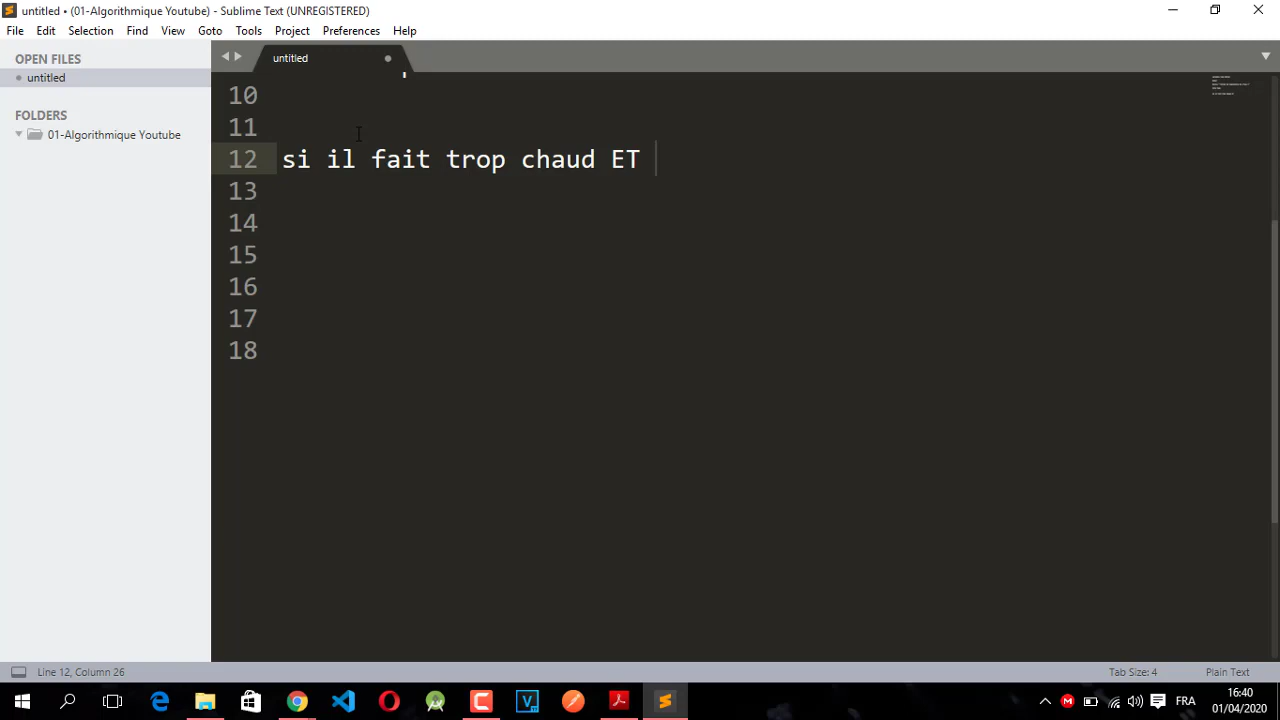 untitled • (01-Algorithmique Youtube) - Sublime Text (UNREGISTERED)
File Edit Selection Find View Goto Tools Project Preferences Help
OPEN FILES
untitled
FOLDERS
01-Algorithmique Youtube
untitled
10
11
12 si il fait trop chaud ET
13
14
15
16
17
18
Line 12, Column 26
Tab Size: 4
Plain Text
FRA
16:40
01/04/2020